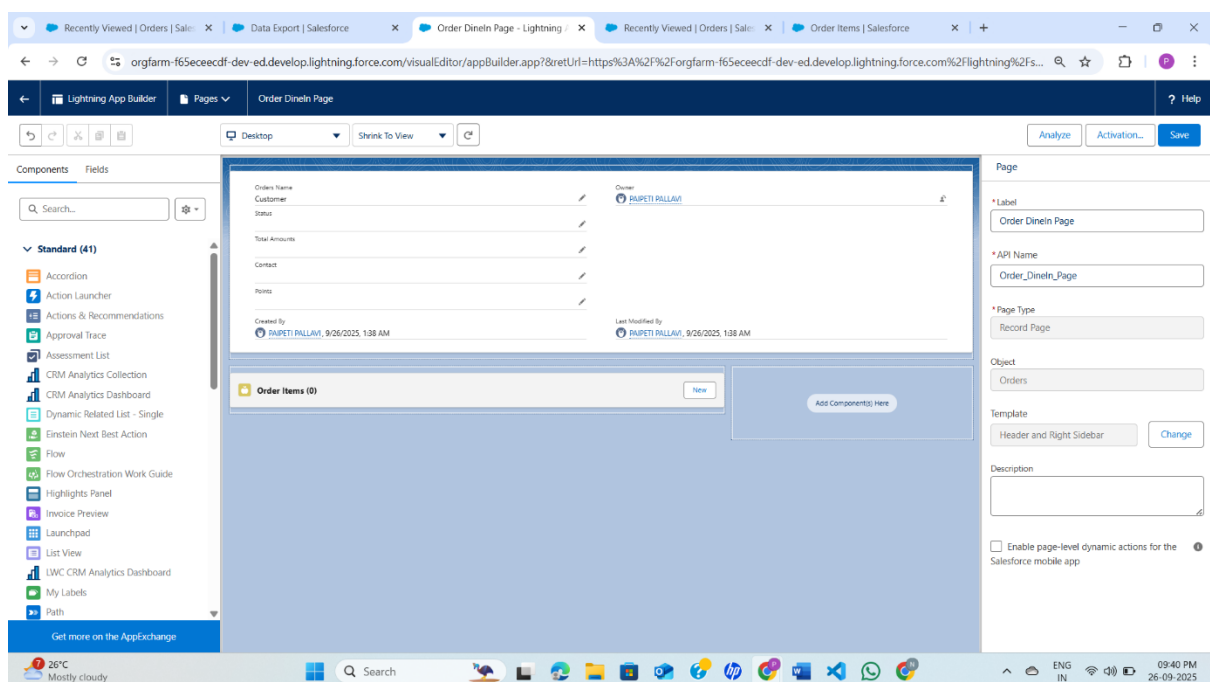 Recently Viewed | Orders | Sales
Data Export | Salesforce
Order DineIn Page - Lightning A
Recently Viewed | Orders | Sales
Order Items | Salesforce
orgfarm-f65eceecdf-dev-ed.develop.lightning.force.com/visualEditor/appBuilder.app?&retUrl=https%3A%2F%2Forgfarm-f65eceecdf-dev-ed.develop.lightning.force.com%2Flightning%2Fs...
P
Lightning App Builder
Pages
Order DineIn Page
? Help
Desktop
Shrink To View
Analyze
Activation...
Save
Components Fields
Search...
Standard (41)
Accordion
Action Launcher
Actions & Recommendations
Approval Trace
Assessment List
CRM Analytics Collection
CRM Analytics Dashboard
Dynamic Related List - Single
Einstein Next Best Action
Flow
Flow Orchestration Work Guide
Highlights Panel
Invoice Preview
Launchpad
List View
LWC CRM Analytics Dashboard
My Labels
Path
Get more on the AppExchange
Orders Name
Customer
Owner
PAIPETI PALLAVI
Status
Total Amounts
Contact
Points
Created By
PAIPETI PALLAVI, 9/26/2025, 1:38 AM
Last Modified By
PAIPETI PALLAVI, 9/26/2025, 1:38 AM
Order Items (0)
New
Add Component(s) Here
Page
*Label
Order DineIn Page
*API Name
Order_DineIn_Page
*Page Type
Record Page
Object
Orders
Template
Header and Right Sidebar
Change
Description
Enable page-level dynamic actions for the
Salesforce mobile app
7
26°C
Mostly cloudy
Search
ENG
IN
09:40 PM
26-09-2025